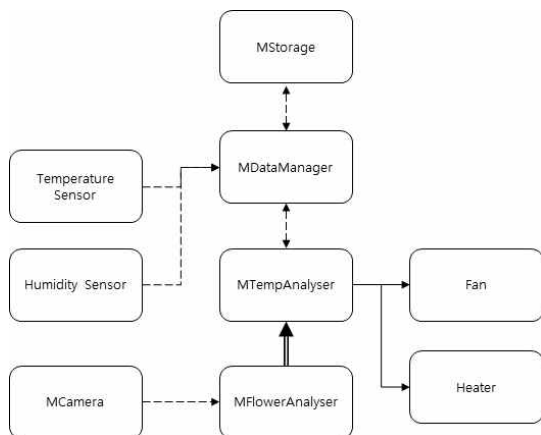 MStorage
MDataManager
Temperature
Sensor
Humidity Sensor
MTempAnalyser
Fan
Heater
MCamera
MFlowerAnalyser